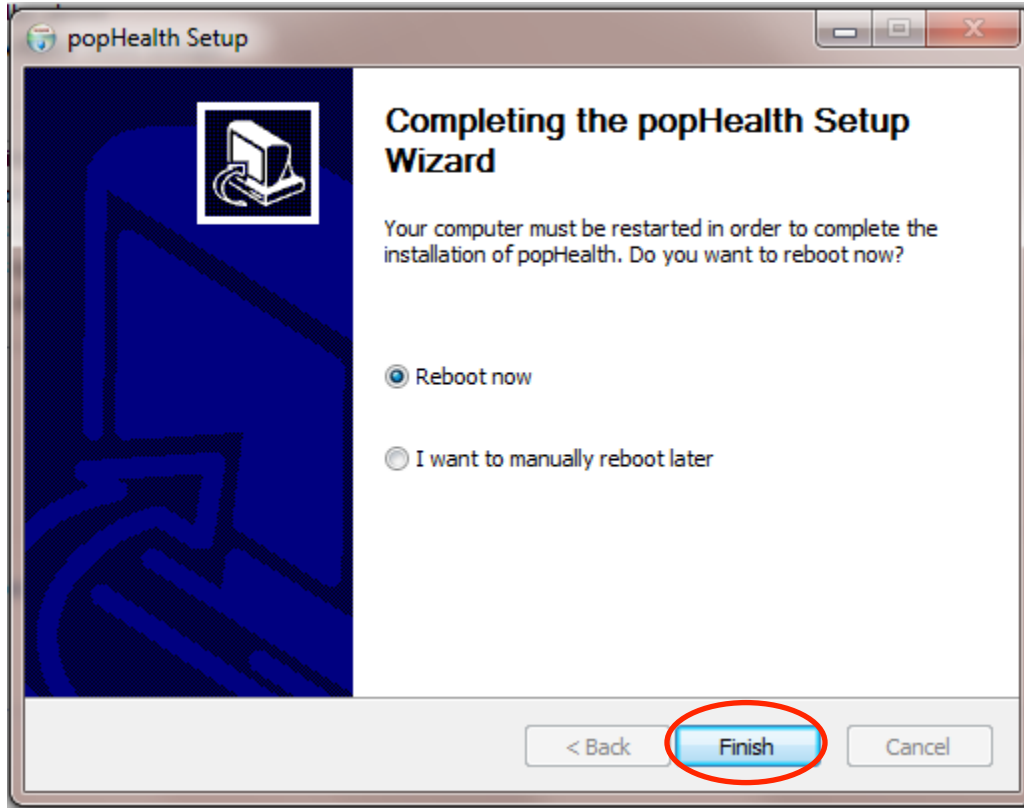 popHealth Setup
Completing the popHealth Setup
Wizard
Your computer must be restarted in order to complete the
installation of popHealth. Do you want to reboot now?
Reboot now
I want to manually reboot later
< Back
Finish
Cancel